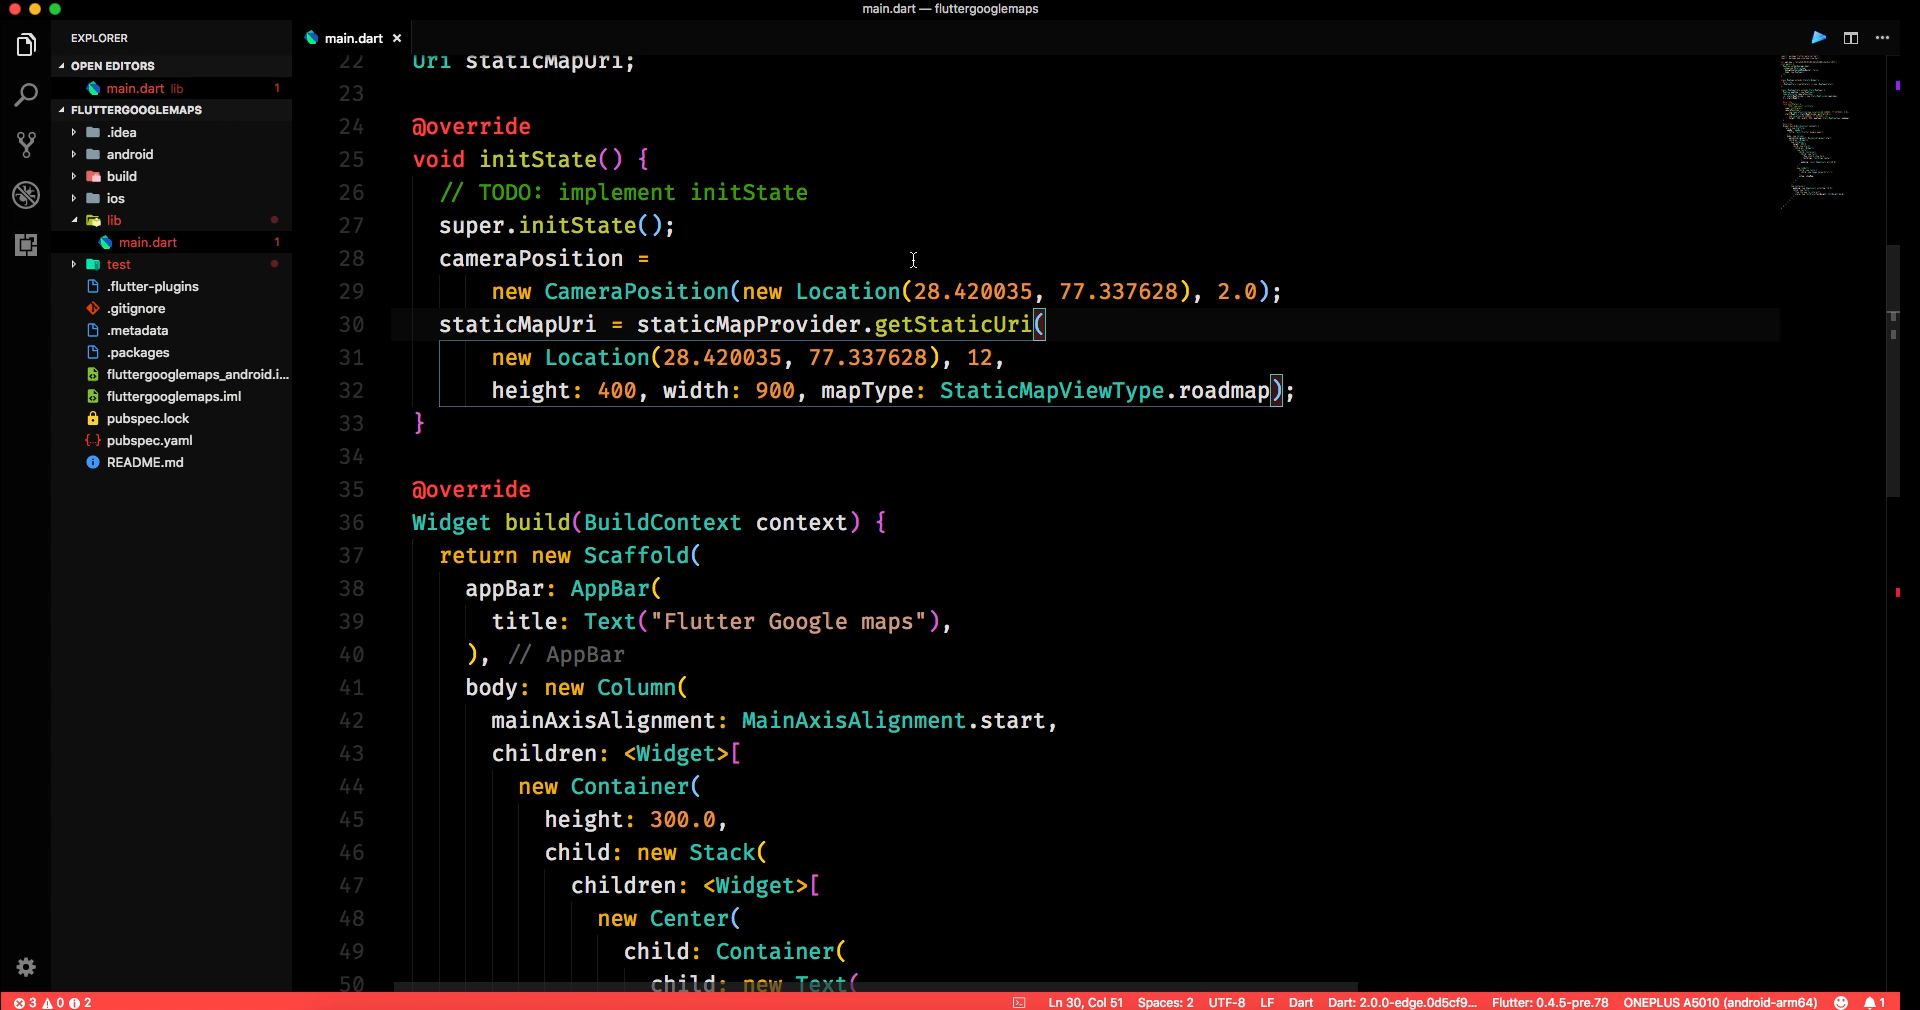 main.dart — fluttergooglemaps
EXPLORER
OPEN EDITORS
main.dart lib 1
FLUTTERGOOGLEMAPS
.idea
android
build
ios
lib
main.dart 1
test
.flutter-plugins
.gitignore
.metadata
.packages
fluttergooglemaps_android.i...
fluttergooglemaps.iml
pubspec.lock
pubspec.yaml
README.md
main.dart
22 Uri staticMapUri;
23
24 @override
25 void initState() {
26 // TODO: implement initState
27 super.initState();
28 cameraPosition =
29 new CameraPosition(new Location(28.420035, 77.337628), 2.0);
30 staticMapUri = staticMapProvider.getStaticUri(
31 new Location(28.420035, 77.337628), 12,
32 height: 400, width: 900, mapType: StaticMapViewType.roadmap);
33 }
34
35 @override
36 Widget build(BuildContext context) {
37 return new Scaffold(
38 appBar: AppBar(
39 title: Text("Flutter Google maps"),
40 ), // AppBar
41 body: new Column(
42 mainAxisAlignment: MainAxisAlignment.start,
43 children: <Widget>[
44 new Container(
45 height: 300.0,
46 child: new Stack(
47 children: <Widget>[
48 new Center(
49 child: Container(
50 child: new Text(
3 0 2 Ln 30, Col 51 Spaces: 2 UTF-8 LF Dart Dart: 2.0.0-edge.0d5cf9... Flutter: 0.4.5-pre.78 ONEPLUS A5010 (android-arm64) 1